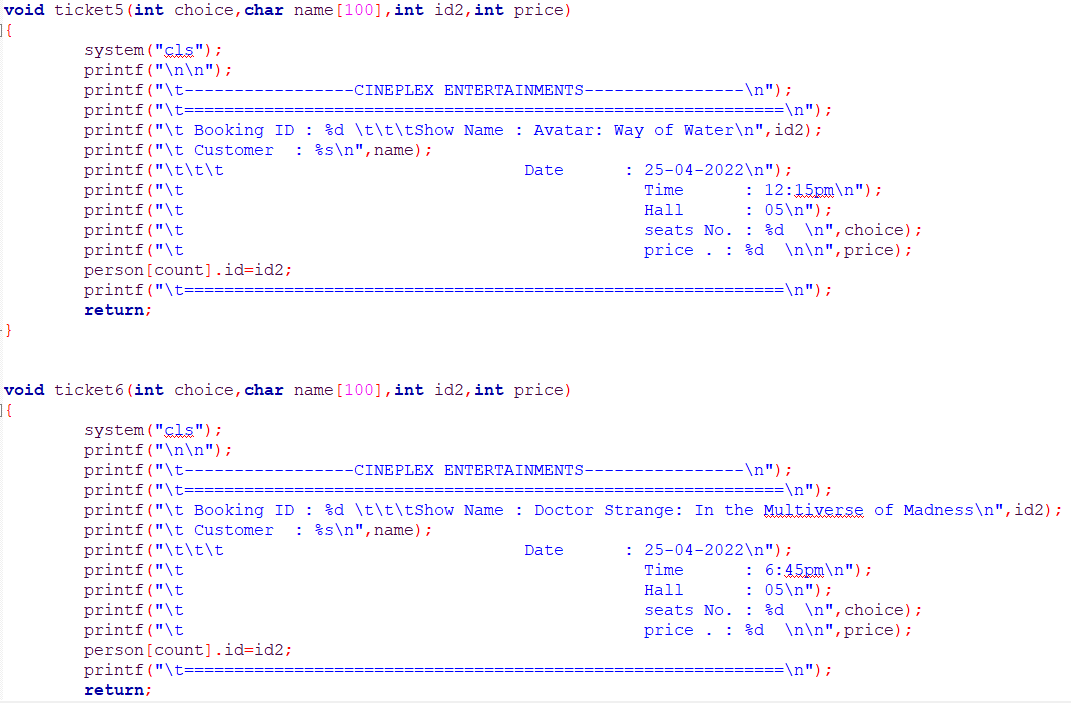 void ticket5(int choice,char name[100],int id2,int price)
{
        system("cls");
        printf("\n\n");
        printf("\t-----------------CINEPLEX ENTERTAINMENTS----------------\n");
        printf("\t============================================================\n");
        printf("\t Booking ID : %d \t\t\tShow Name : Avatar: Way of Water\n",id2);
        printf("\t Customer  : %s\n",name);
        printf("\t\t\t                              Date      : 25-04-2022\n");
        printf("\t                                              Time      : 12:15pm\n");
        printf("\t                                              Hall      : 05\n");
        printf("\t                                              seats No. : %d  \n",choice);
        printf("\t                                              price . : %d  \n\n",price);
        person[count].id=id2;
        printf("\t============================================================\n");
        return;
}
void ticket6(int choice,char name[100],int id2,int price)
{
        system("cls");
        printf("\n\n");
        printf("\t-----------------CINEPLEX ENTERTAINMENTS----------------\n");
        printf("\t============================================================\n");
        printf("\t Booking ID : %d \t\t\tShow Name : Doctor Strange: In the Multiverse of Madness\n",id2);
        printf("\t Customer  : %s\n",name);
        printf("\t\t\t                              Date      : 25-04-2022\n");
        printf("\t                                              Time      : 6:45pm\n");
        printf("\t                                              Hall      : 05\n");
        printf("\t                                              seats No. : %d  \n",choice);
        printf("\t                                              price . : %d  \n\n",price);
        person[count].id=id2;
        printf("\t============================================================\n");
        return;